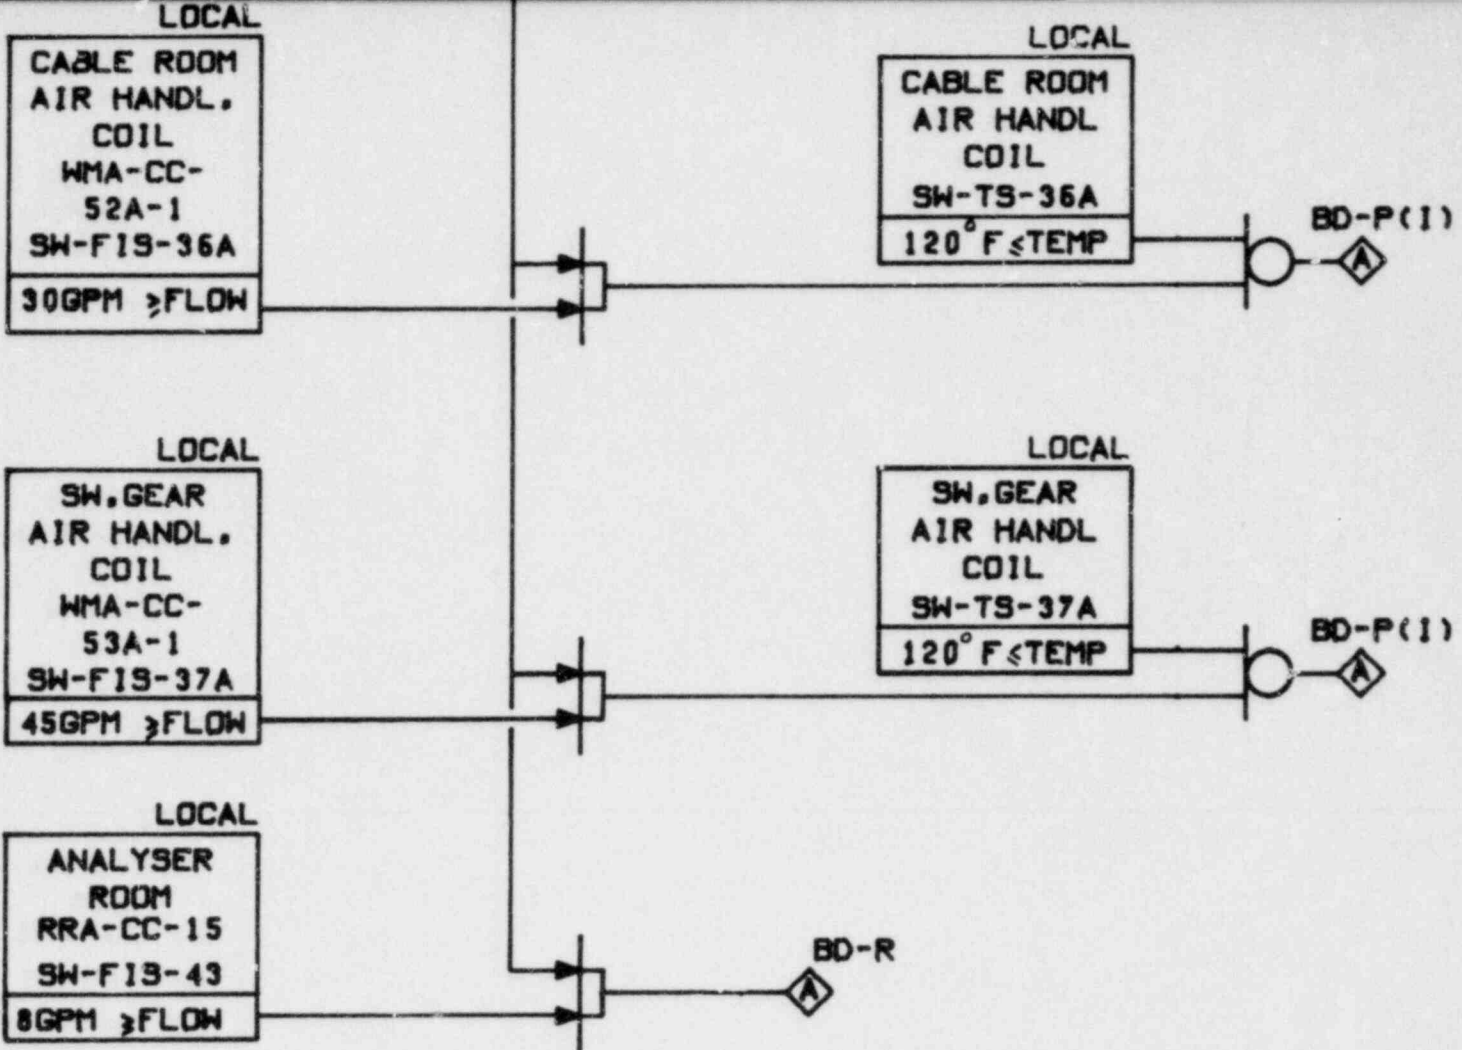 LOCAL
CABLE ROOM
AIR HANDL.
COIL
WMA-CC-
52A-1
SW-FIS-36A
30GPM ≥FLOW
LOCAL
CABLE ROOM
AIR HANDL
COIL
SW-TS-36A
120°F ≤TEMP
BD-P(I)
A
LOCAL
SW.GEAR
AIR HANDL.
COIL
WMA-CC-
53A-1
SW-FIS-37A
45GPM ≥FLOW
LOCAL
SW.GEAR
AIR HANDL
COIL
SW-TS-37A
120°F ≤TEMP
BD-P(I)
A
LOCAL
ANALYSER
ROOM
RRA-CC-15
SW-FIS-43
8GPM ≥FLOW
BD-R
A